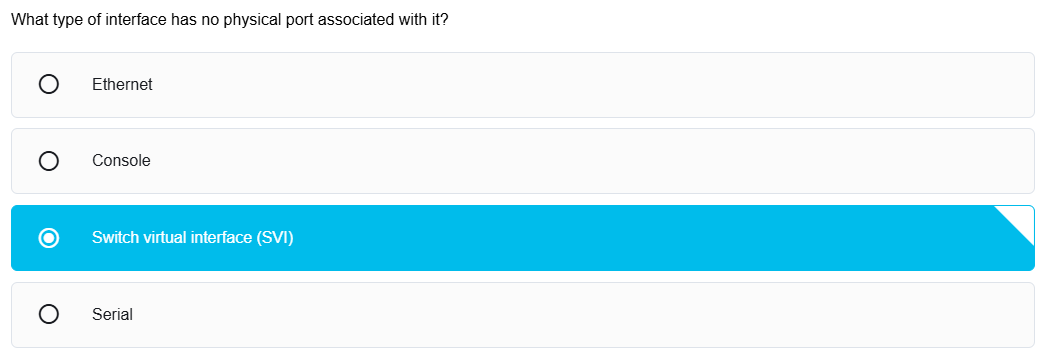 What type of interface has no physical port associated with it?
Ethernet
Console
Switch virtual interface (SVI)
Serial